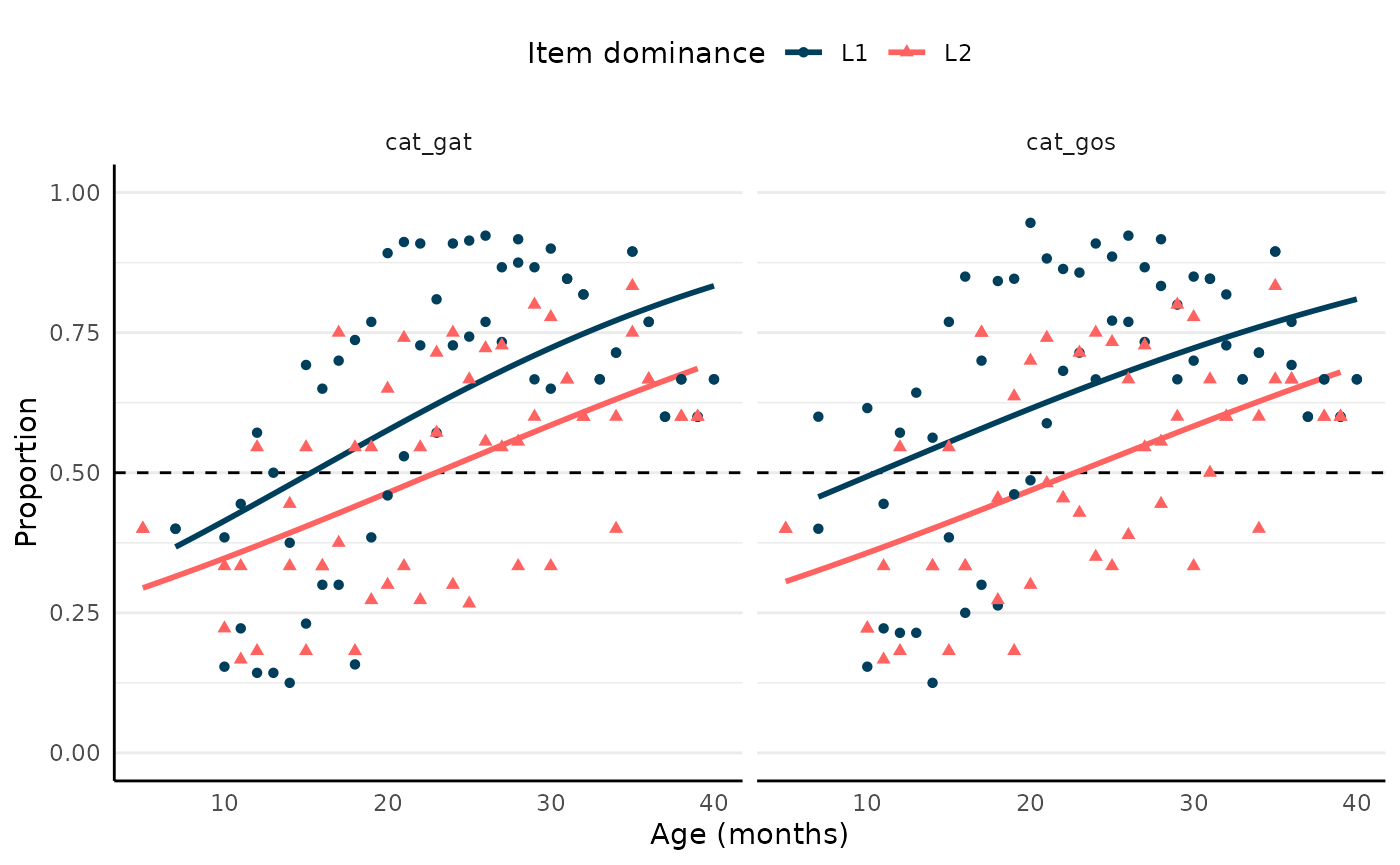 Item dominance L1 L2
cat_gat cat_gos
1.00
0.75
0.50
0.25
0.00
Proportion
10 20 30 40 10 20 30 40
Age (months)